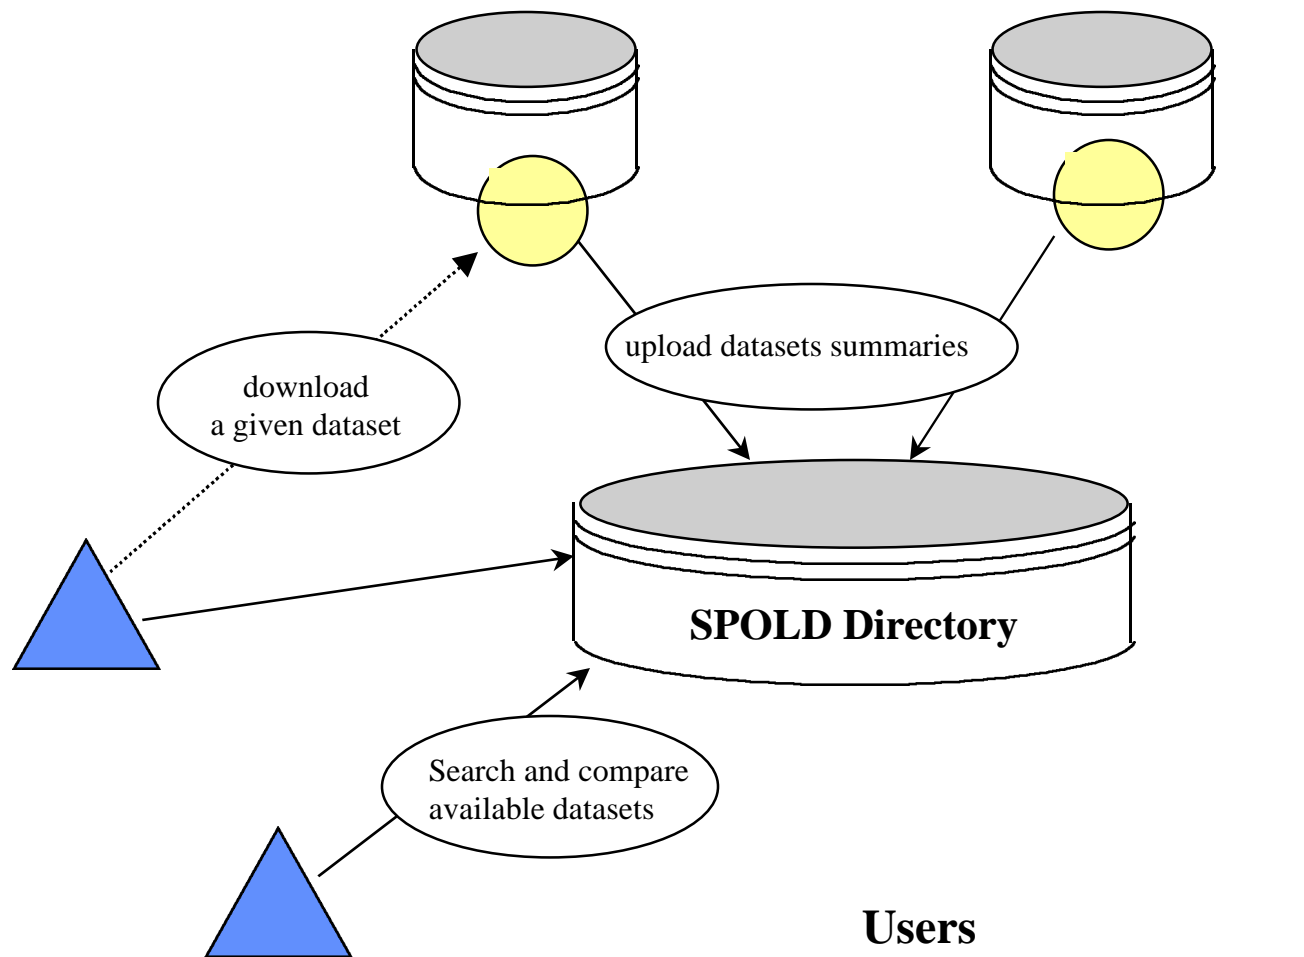 upload datasets summaries
download
a given dataset
SPOLD Directory
Search and compare
available datasets
Users